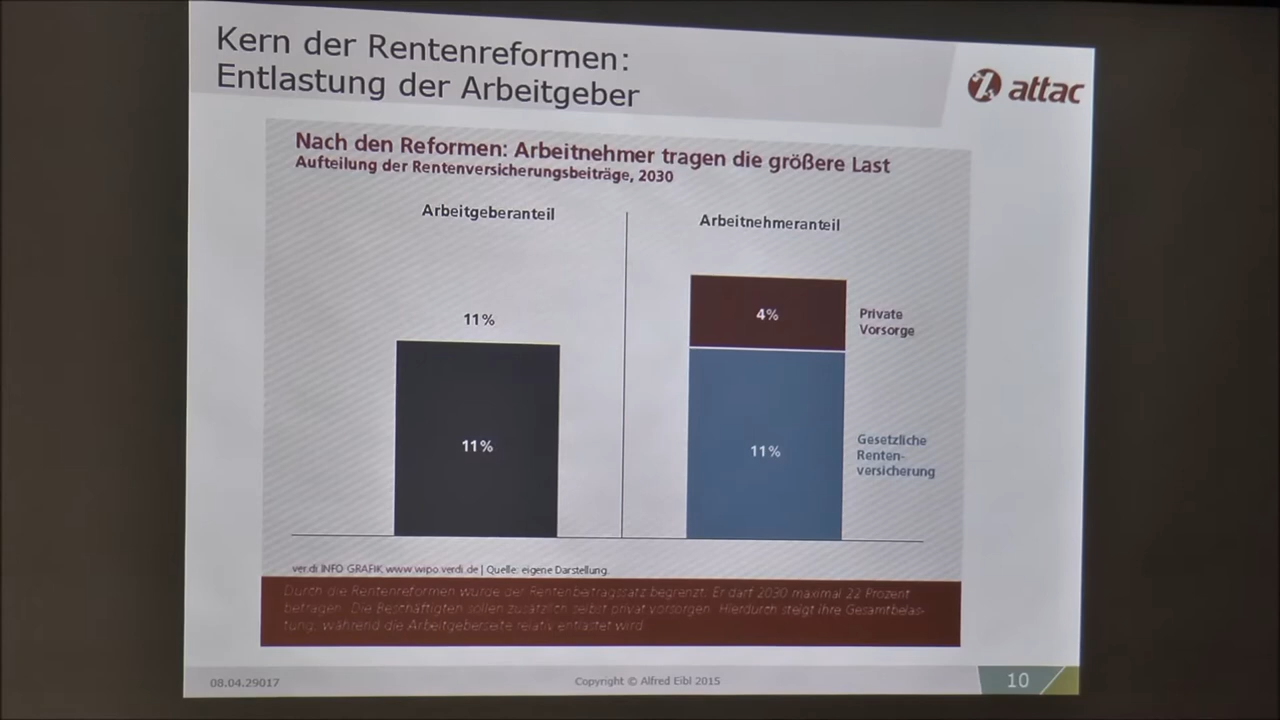 Kern der Rentenreformen:
Entlastung der Arbeitgeber
attac
Nach den Reformen: Arbeitnehmer tragen die größere Last
Aufteilung der Rentenversicherungsbeiträge, 2030
Arbeitgeberanteil
Arbeitnehmeranteil
11%
11%
4%
Private
Vorsorge
11%
Gesetzliche
Renten-
versicherung
ver.di INFO GRAFIK www.wipo.verdi.de | Quelle: eigene Darstellung.
Durch die Rentenreformen wurde der Rentenbeitragssatz begrenzt. Er darf 2030 maximal 22 Prozent
betragen. Die Beschäftigten sollen zusätzlich selbst privat vorsorgen. Hierdurch steigt ihre Gesamtbelas-
tung, während die Arbeitgeberseite relativ entlastet wird.
08.04.29017
Copyright © Alfred Eibl 2015
10